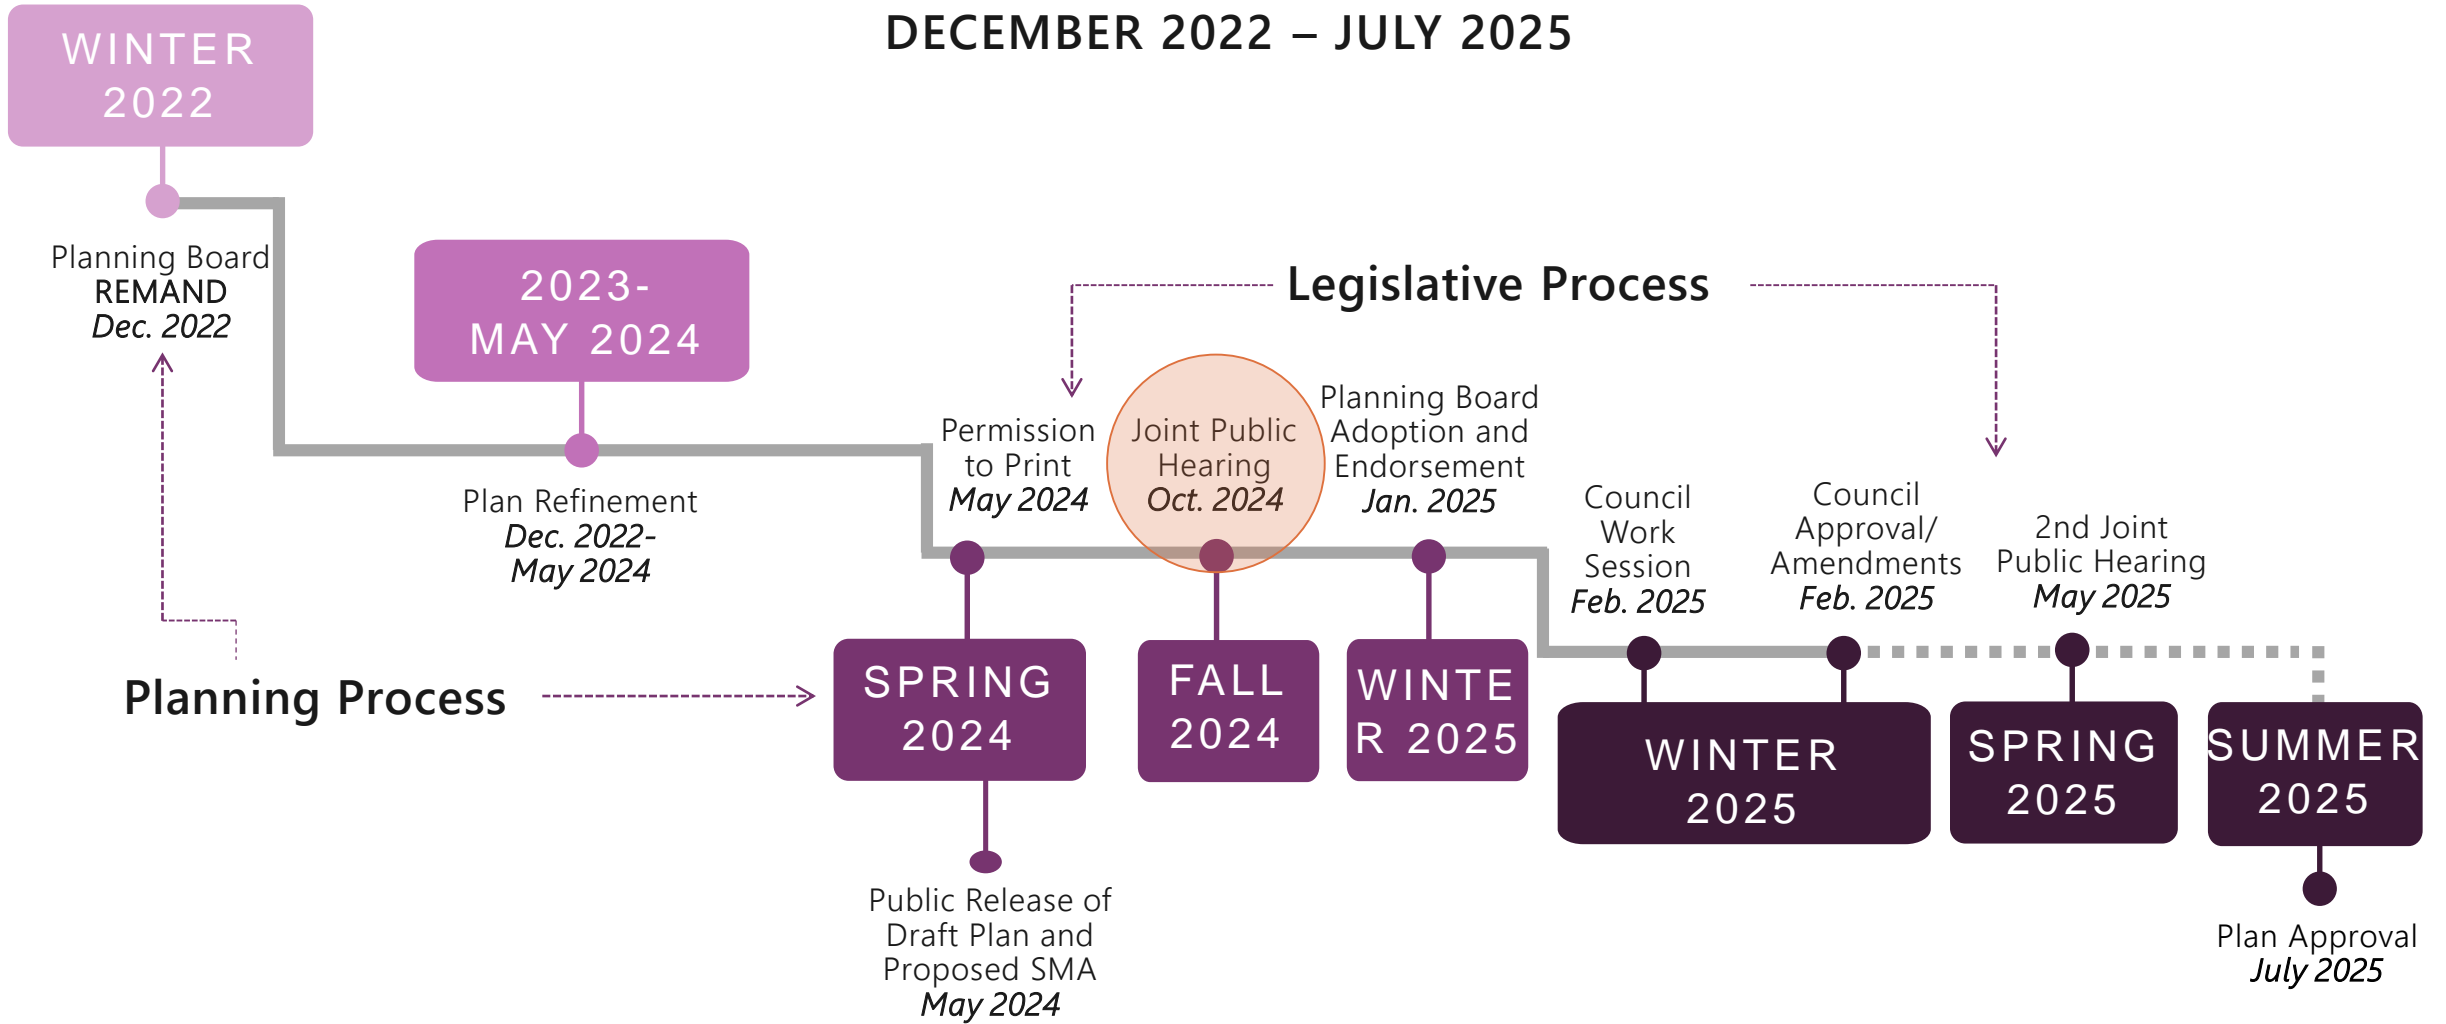 DECEMBER 2022 – JULY 2025
WINTER
2022
Planning Board
REMAND
Dec. 2022
2023-
MAY 2024
Plan Refinement
Dec. 2022-
May 2024
Planning Process
Legislative Process
Permission
to Print
May 2024
SPRING
2024
Public Release of
Draft Plan and
Proposed SMA
May 2024
Joint Public
Hearing
Oct. 2024
FALL
2024
Planning Board
Adoption and
Endorsement
Jan. 2025
WINTE
R 2025
Council
Work
Session
Feb. 2025
Council
Approval/
Amendments
Feb. 2025
WINTER
2025
2nd Joint
Public Hearing
May 2025
SPRING
2025
SUMMER
2025
Plan Approval
July 2025